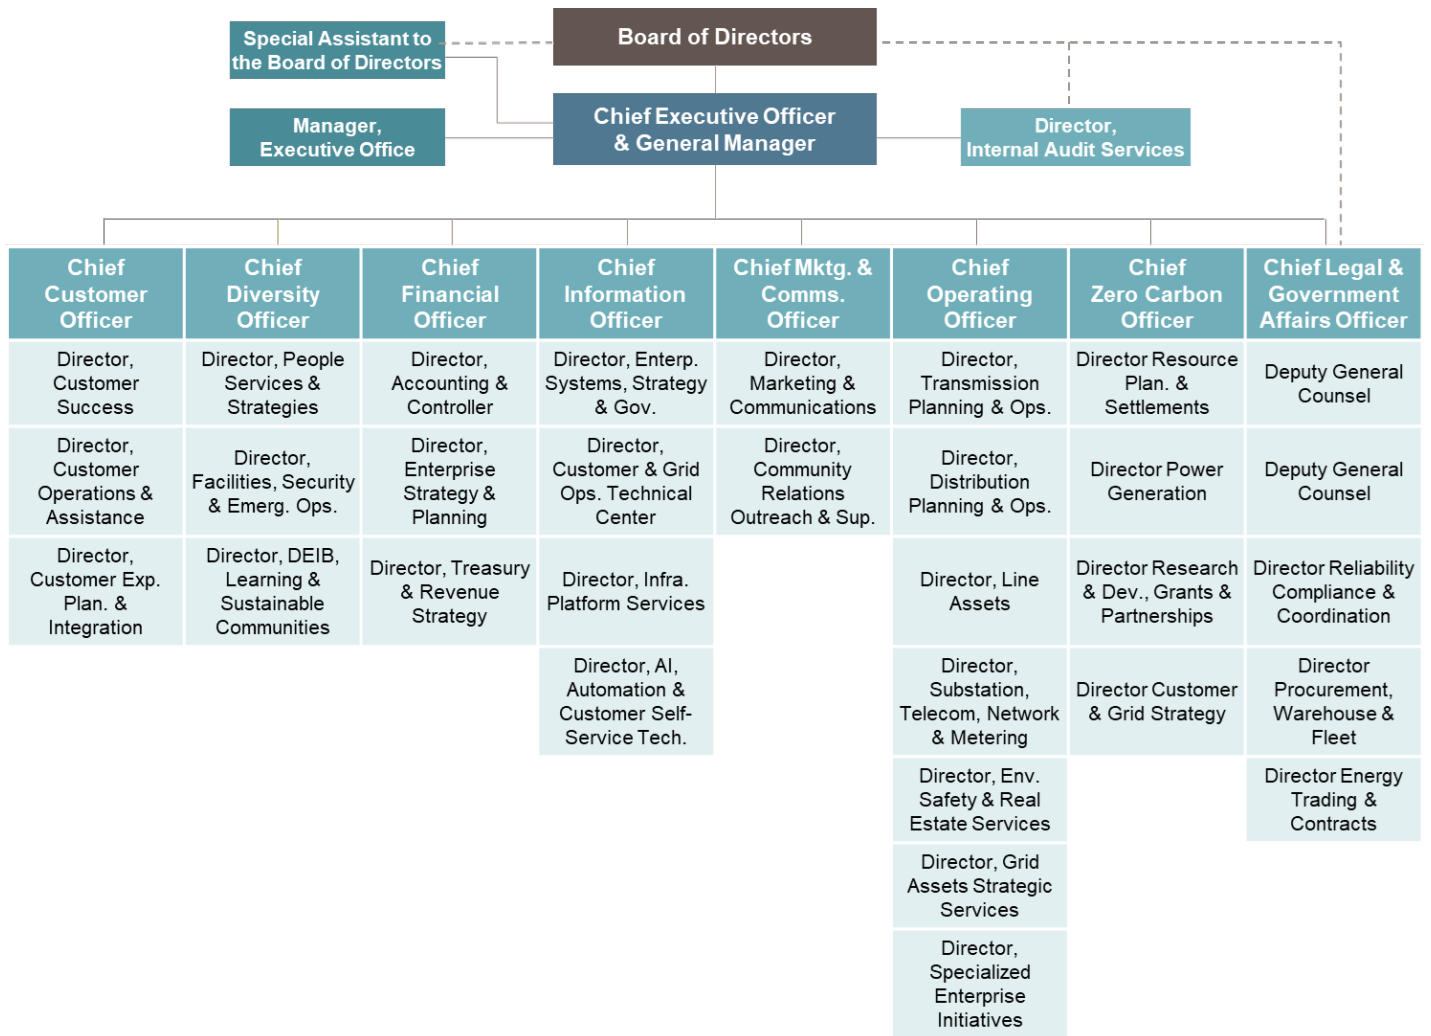 Special Assistant to
the Board of Directors
Board of Directors
Manager,
Executive Office
Chief Executive Officer
& General Manager
Director,
Internal Audit Services
Chief
Customer
Officer
Director,
Customer
Success
Director,
Customer
Operations &
Assistance
Director,
Customer Exp.
Plan. &
Integration
Chief
Diversity
Officer
Director, People
Services &
Strategies
Director,
Facilities, Security
& Emerg. Ops.
Director, DEIB,
Learning &
Sustainable
Communities
Chief
Financial
Officer
Director,
Accounting &
Controller
Director,
Enterprise
Strategy &
Planning
Director, Treasury
& Revenue
Strategy
Chief
Information
Officer
Director, Enterp.
Systems, Strategy
& Gov.
Director,
Customer & Grid
Ops. Technical
Center
Director, Infra.
Platform Services
Director, AI,
Automation &
Customer Self-
Service Tech.
Chief Mktg. &
Comms.
Officer
Director,
Marketing &
Communications
Director,
Community
Relations
Outreach & Sup.
Chief
Operating
Officer
Director,
Transmission
Planning & Ops.
Director,
Distribution
Planning & Ops.
Director, Line
Assets
Director,
Substation,
Telecom, Network
& Metering
Director, Env.
Safety & Real
Estate Services
Director, Grid
Assets Strategic
Services
Director,
Specialized
Enterprise
Initiatives
Chief
Zero Carbon
Officer
Director Resource
Plan. &
Settlements
Director Power
Generation
Director Research
& Dev., Grants &
Partnerships
Director Customer
& Grid Strategy
Chief Legal &
Government
Affairs Officer
Deputy General
Counsel
Deputy General
Counsel
Director Reliability
Compliance &
Coordination
Director
Procurement,
Warehouse &
Fleet
Director Energy
Trading &
Contracts